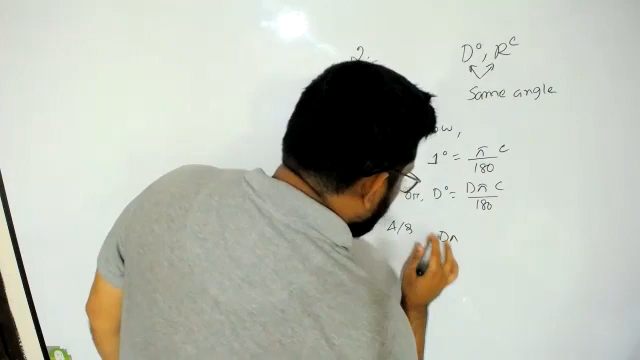 2.
D°, R^c
Same angle
ow,
1° = π^c/180
or, D° = Dπ^c/180
A/Q Dπ